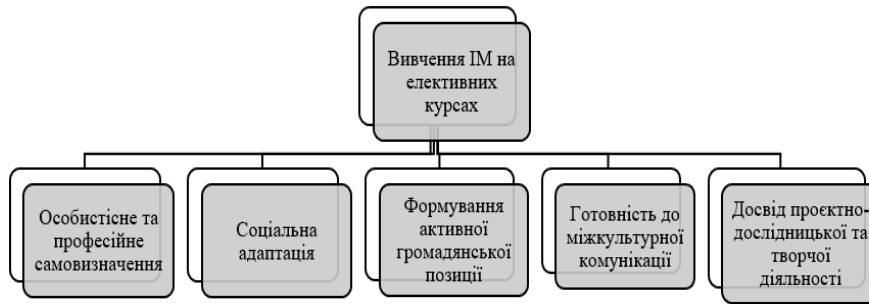 Вивчення ІМ на
елективних
курсах
Особистісне та
професійне
самовизначення
Соціальна
адаптація
Формування
активної
громадянської
позиції
Готовність до
міжкультурної
комунікації
Досвід проєктно-
дослідницької та
творчої
діяльності